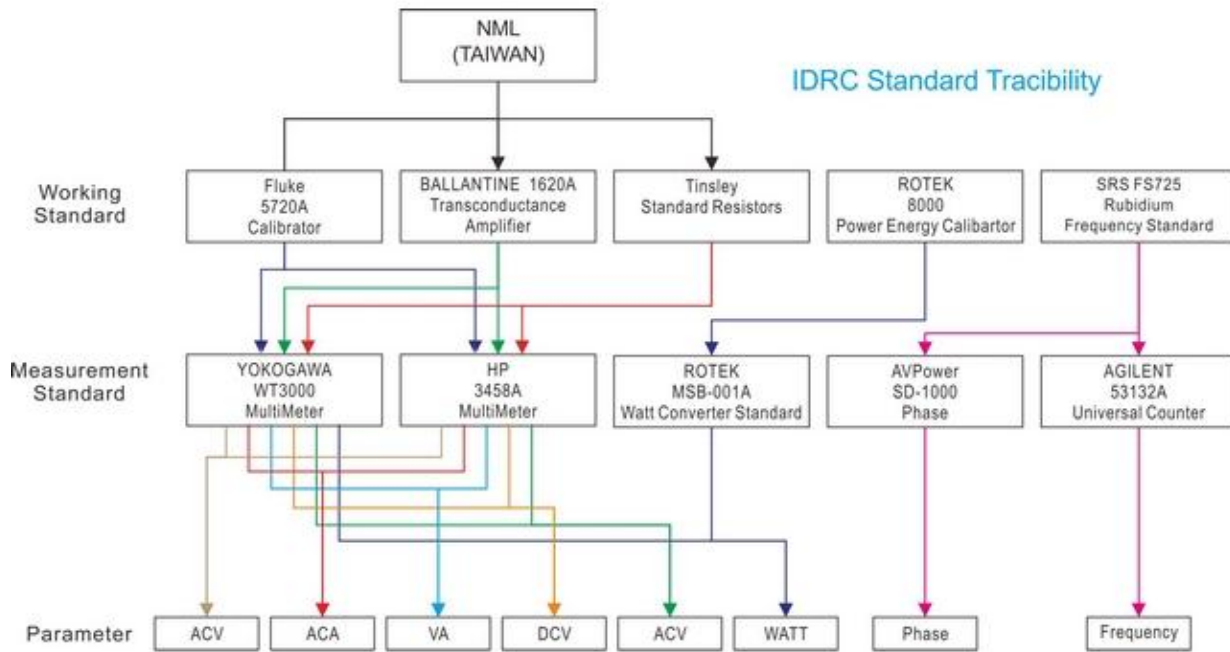 NML
(TAIWAN)
IDRC Standard Tracibility
Working
Standard
Fluke
5720A
Calibrator
BALLANTINE 1620A
Transconductance
Amplifier
Tinsley
Standard Resistors
ROTEK
8000
Power Energy Calibartor
SRS FS725
Rubidium
Frequency Standard
Measurement
Standard
YOKOGAWA
WT3000
MultiMeter
HP
3458A
MultiMeter
ROTEK
MSB-001A
Watt Converter Standard
AVPower
SD-1000
Phase
AGILENT
53132A
Universal Counter
Parameter
ACV
ACA
VA
DCV
ACV
WATT
Phase
Frequency